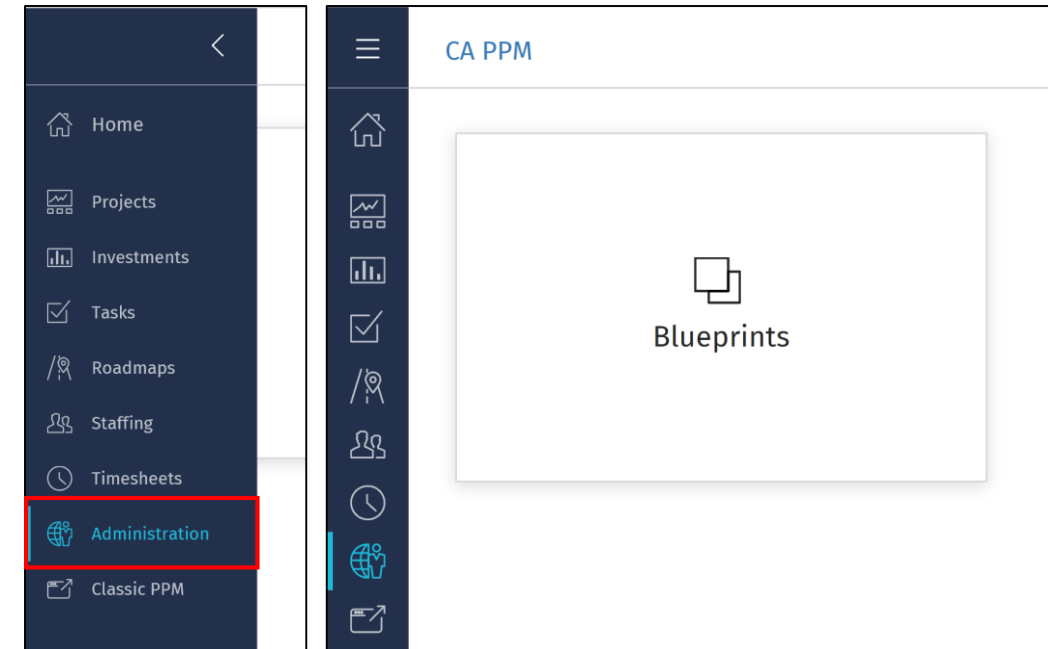 Home
Projects
Investments
Tasks
Roadmaps
Staffing
Timesheets
Administration
Classic PPM
CA PPM
Blueprints